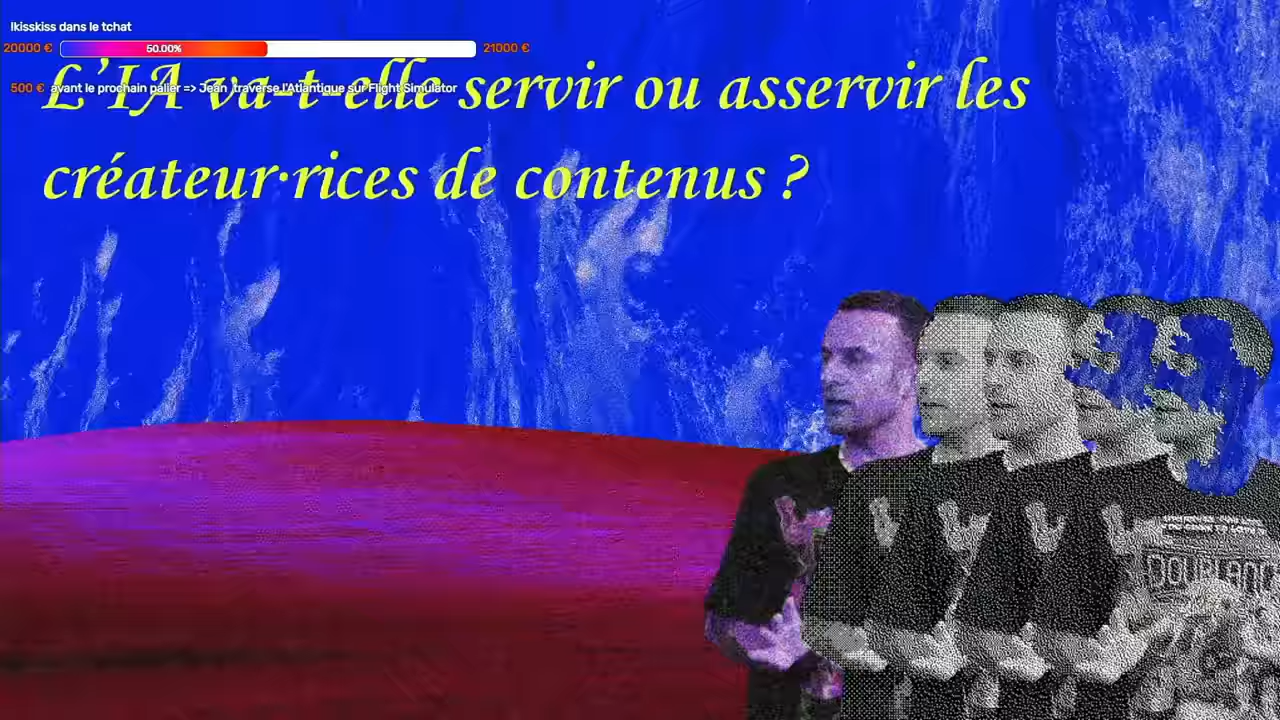 Ikisskiss dans le tchat
20000 € 50.00% 21000 €
L'IA va-t-elle servir ou asservir les
500 € avant le prochain palier => Jean traverse l'Atlantique sur Flight Simulator
créateur·rices de contenus ?